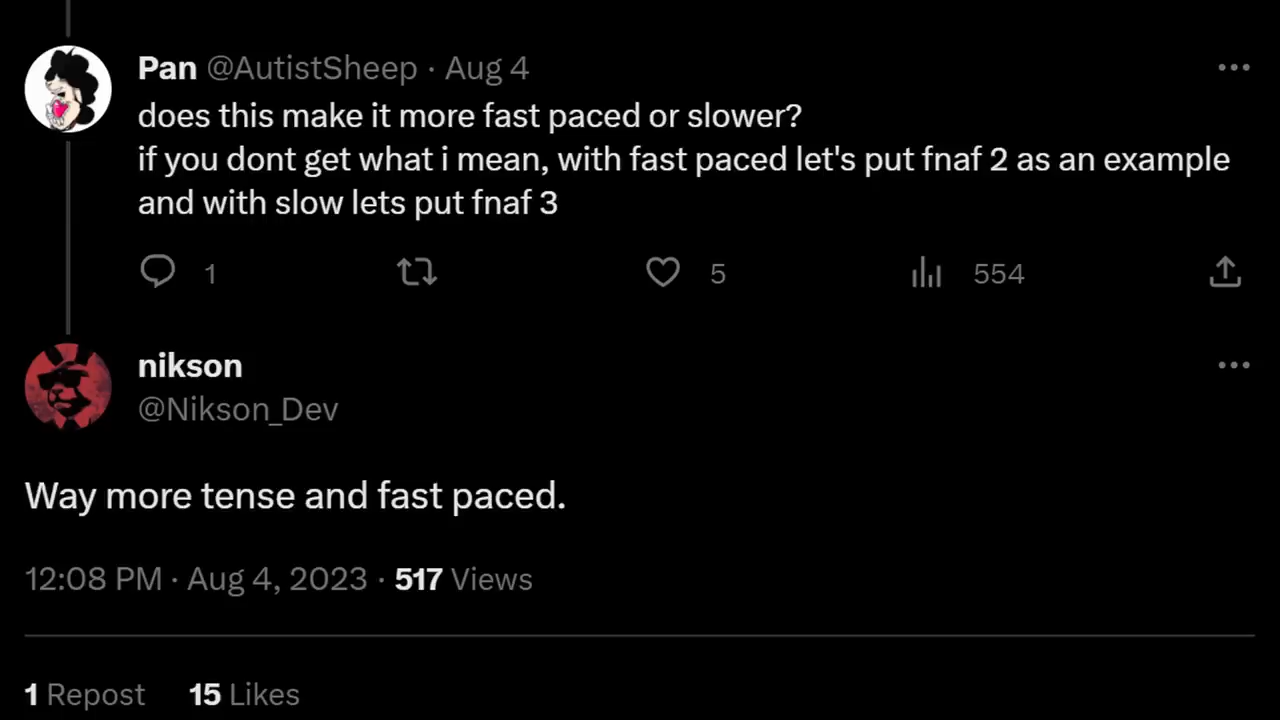 Pan @AutistSheep · Aug 4
does this make it more fast paced or slower?
if you dont get what i mean, with fast paced let's put fnaf 2 as an example
and with slow lets put fnaf 3
1 5 554
nikson
@Nikson_Dev
Way more tense and fast paced.
12:08 PM · Aug 4, 2023 · 517 Views
1 Repost 15 Likes